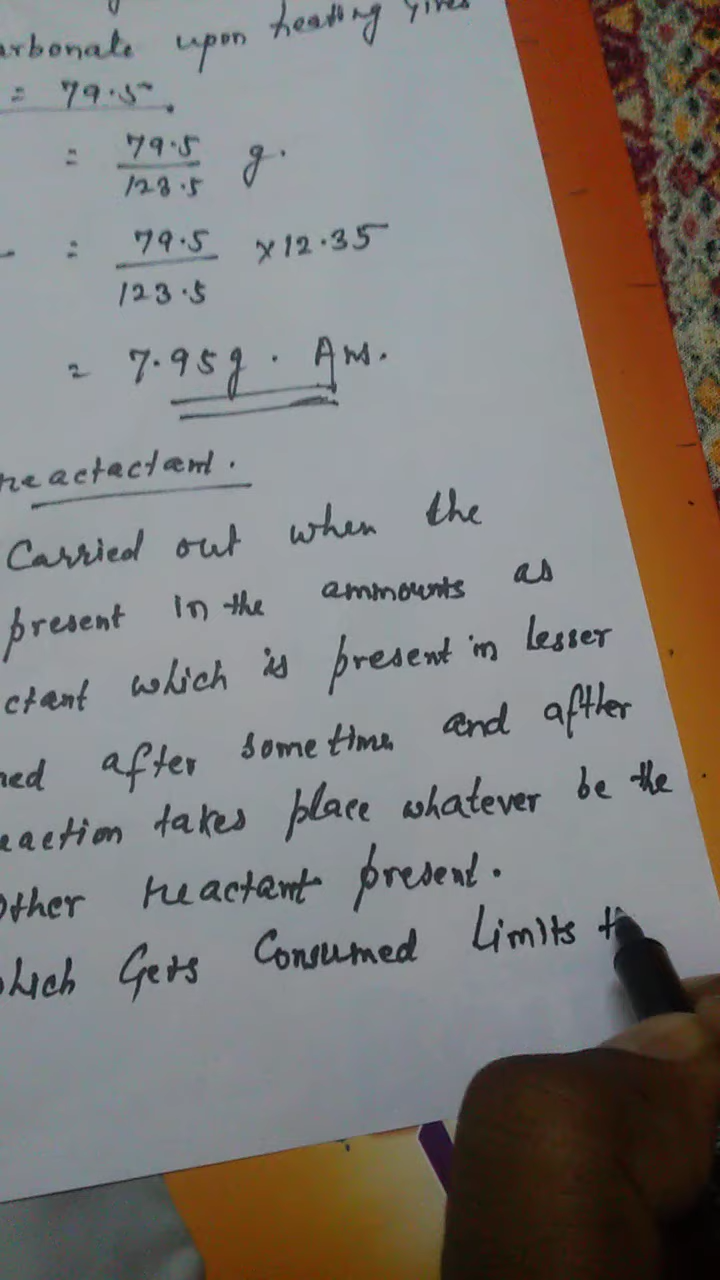 arbonate upon heating gives
= 79.5.
= 79.5/123.5 g.
= 79.5/123.5 ×12.35
= 7.95g. Ans.
reactactant.
Carried out when the
present in the ammounts as
ctant which is present in lesser
ned after some time and after
eaction takes place whatever be the
other reactant present.
which Gets Consumed Limits t